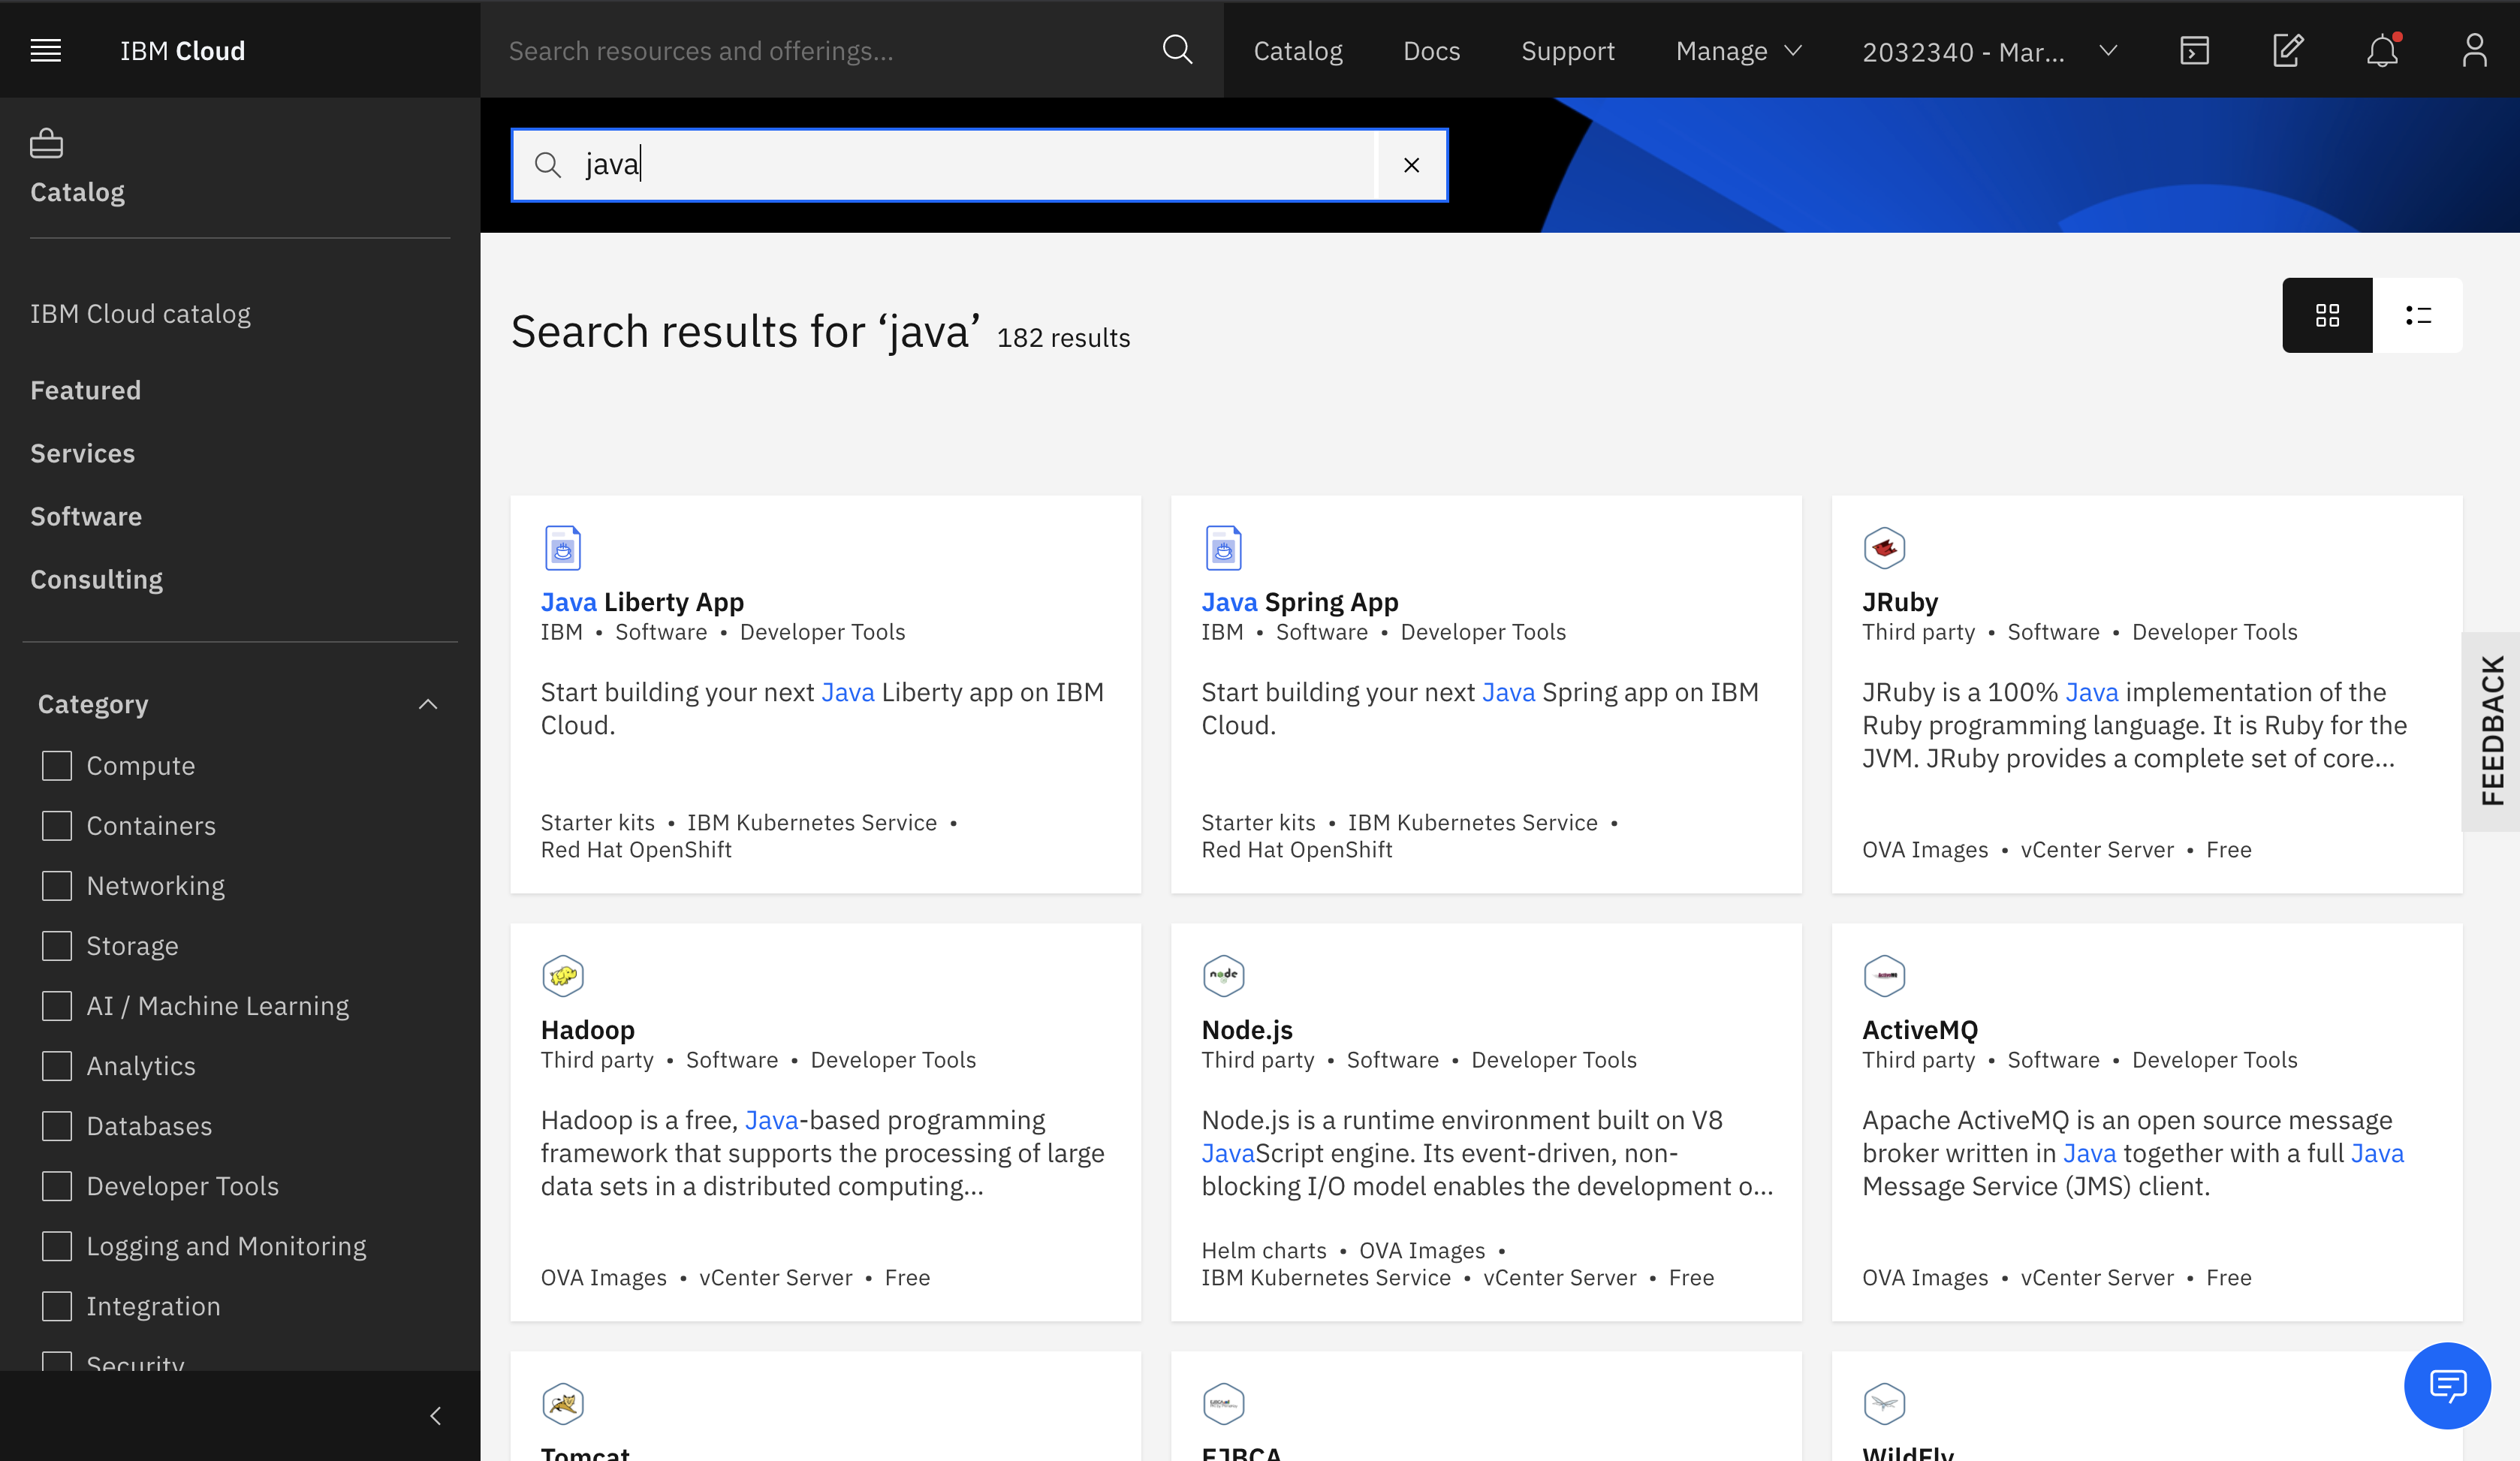 IBM Cloud
Search resources and offerings...
Catalog
Docs
Support
Manage
2032340 - Mar...
Catalog
IBM Cloud catalog
Featured
Services
Software
Consulting
Category
Compute
Containers
Networking
Storage
AI / Machine Learning
Analytics
Databases
Developer Tools
Logging and Monitoring
Integration
Security
java
Search results for ‘java’ 182 results
Java Liberty App
IBM • Software • Developer Tools
Start building your next Java Liberty app on IBM
Cloud.
Starter kits • IBM Kubernetes Service •
Red Hat OpenShift
Java Spring App
IBM • Software • Developer Tools
Start building your next Java Spring app on IBM
Cloud.
Starter kits • IBM Kubernetes Service •
Red Hat OpenShift
JRuby
Third party • Software • Developer Tools
JRuby is a 100% Java implementation of the
Ruby programming language. It is Ruby for the
JVM. JRuby provides a complete set of core...
OVA Images • vCenter Server • Free
Hadoop
Third party • Software • Developer Tools
Hadoop is a free, Java-based programming
framework that supports the processing of large
data sets in a distributed computing...
OVA Images • vCenter Server • Free
node
Node.js
Third party • Software • Developer Tools
Node.js is a runtime environment built on V8
JavaScript engine. Its event-driven, non-
blocking I/O model enables the development o...
Helm charts • OVA Images •
IBM Kubernetes Service • vCenter Server • Free
ActiveMQ
Third party • Software • Developer Tools
Apache ActiveMQ is an open source message
broker written in Java together with a full Java
Message Service (JMS) client.
OVA Images • vCenter Server • Free
Tomcat
EJBCA
WildFly
FEEDBACK